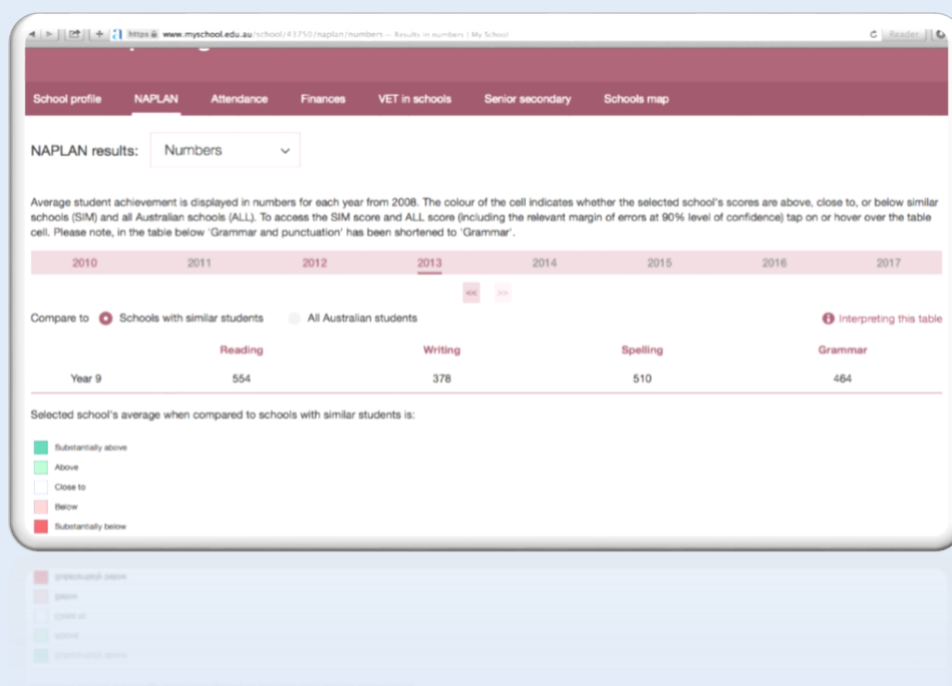 https www.myschool.edu.au/school/43750/naplan/numbers – Results in numbers | My School Reader
School profile NAPLAN Attendance Finances VET in schools Senior secondary Schools map
NAPLAN results: Numbers
Average student achievement is displayed in numbers for each year from 2008. The colour of the cell indicates whether the selected school's scores are above, close to, or below similar
schools (SIM) and all Australian schools (ALL). To access the SIM score and ALL score (including the relevant margin of errors at 90% level of confidence) tap on or hover over the table
cell. Please note, in the table below 'Grammar and punctuation' has been shortened to 'Grammar'.
2010 2011 2012 2013 2014 2015 2016 2017
<< >>
Compare to Schools with similar students All Australian students Interpreting this table
Reading Writing Spelling Grammar
Year 9 554 378 510 464
Selected school's average when compared to schools with similar students is:
Substantially above
Above
Close to
Below
Substantially below